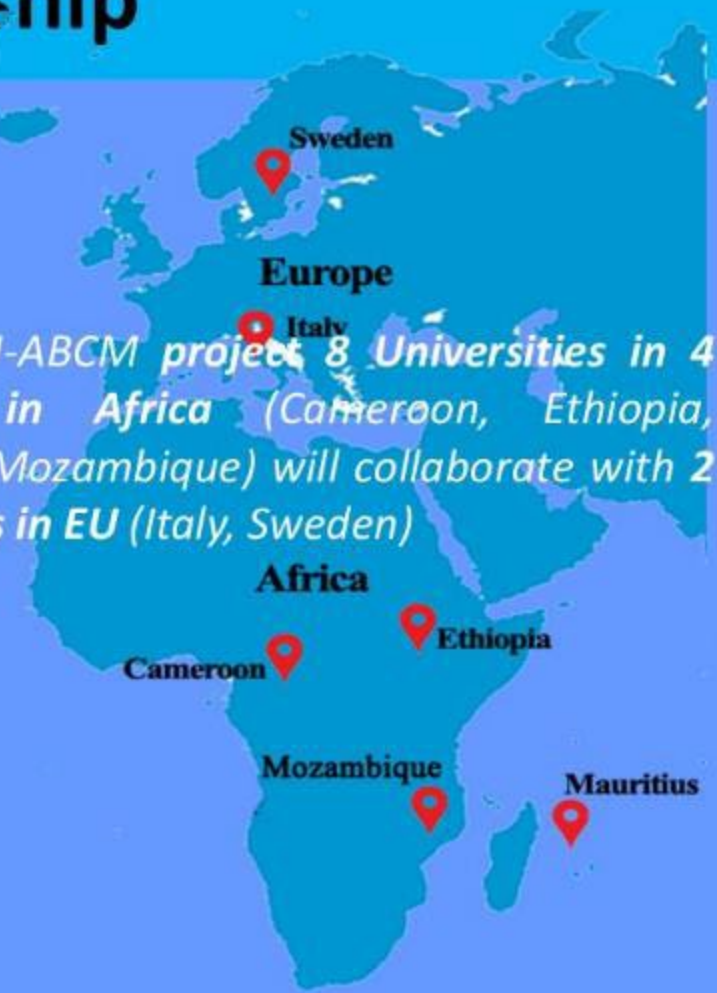 ship
Sweden
Europe
Italy
-ABCM project 8 Universities in 4
in Africa (Cameroon, Ethiopia,
Mozambique) will collaborate with 2
s in EU (Italy, Sweden)
Africa
Ethiopia
Cameroon
Mozambique
Mauritius